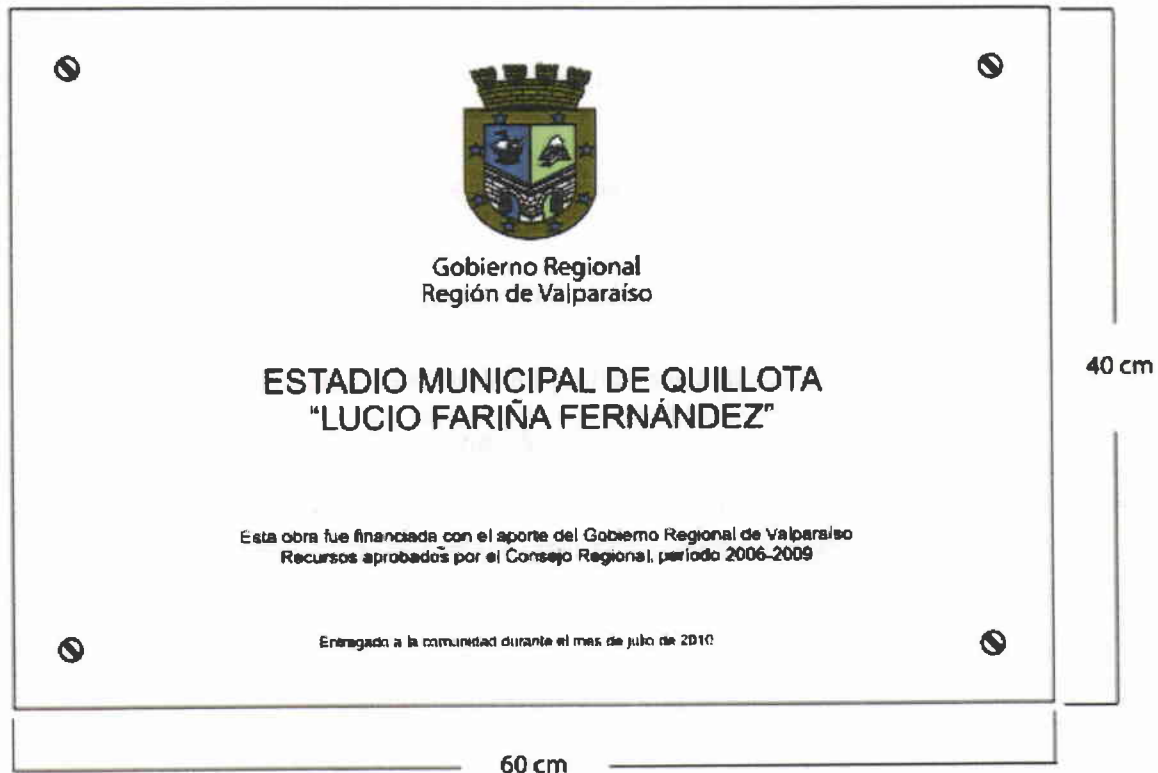 Gobierno Regional
Región de Valparaíso
ESTADIO MUNICIPAL DE QUILLOTA
"LUCIO FARIÑA FERNÁNDEZ"
40 cm
Esta obra fue financiada con el aporte del Gobierno Regional de Valparaíso
Recursos aprobados por el Consejo Regional, período 2006-2009
Entregado a la comunidad durante el mes de julio de 2010
60 cm